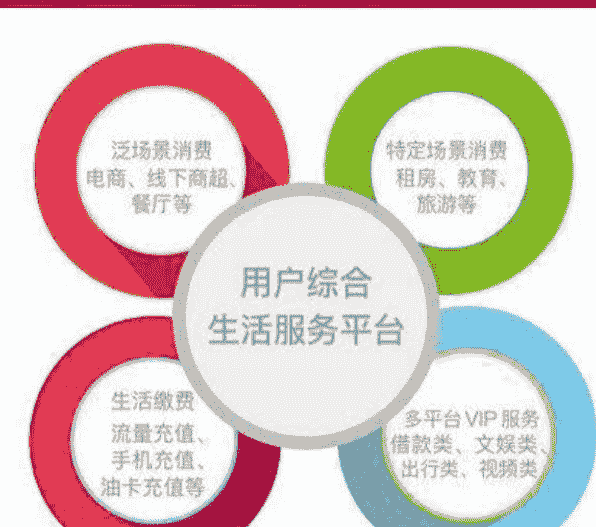 泛场景消费
电商、线下商超、
餐厅等
特定场景消费
租房、教育、
旅游等
用户综合
生活服务平台
生活缴费
流量充值、
手机充值、
油卡充值等
多平台VIP服务
借款类、文娱类、
出行类、视频类